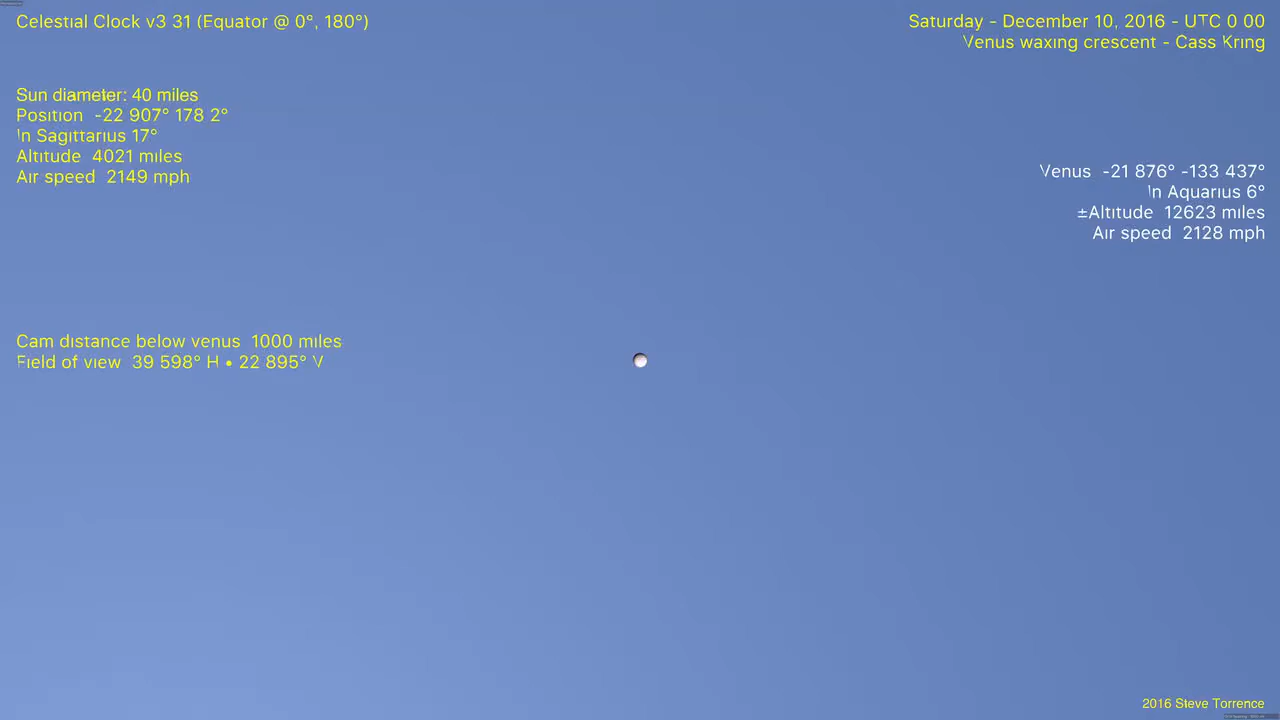 Celestial Clock v3 31 (Equator @ 0°, 180°)
Saturday - December 10, 2016 - UTC 0 00
Venus waxing crescent - Cass Kring
Sun diameter: 40 miles
Position -22 907° 178 2°
In Sagittarius 17°
Altitude 4021 miles
Air speed 2149 mph
Venus -21 876° -133 437°
In Aquarius 6°
±Altitude 12623 miles
Air speed 2128 mph
Cam distance below venus 1000 miles
Field of view 39 598° H • 22 895° V
2016 Steve Torrence